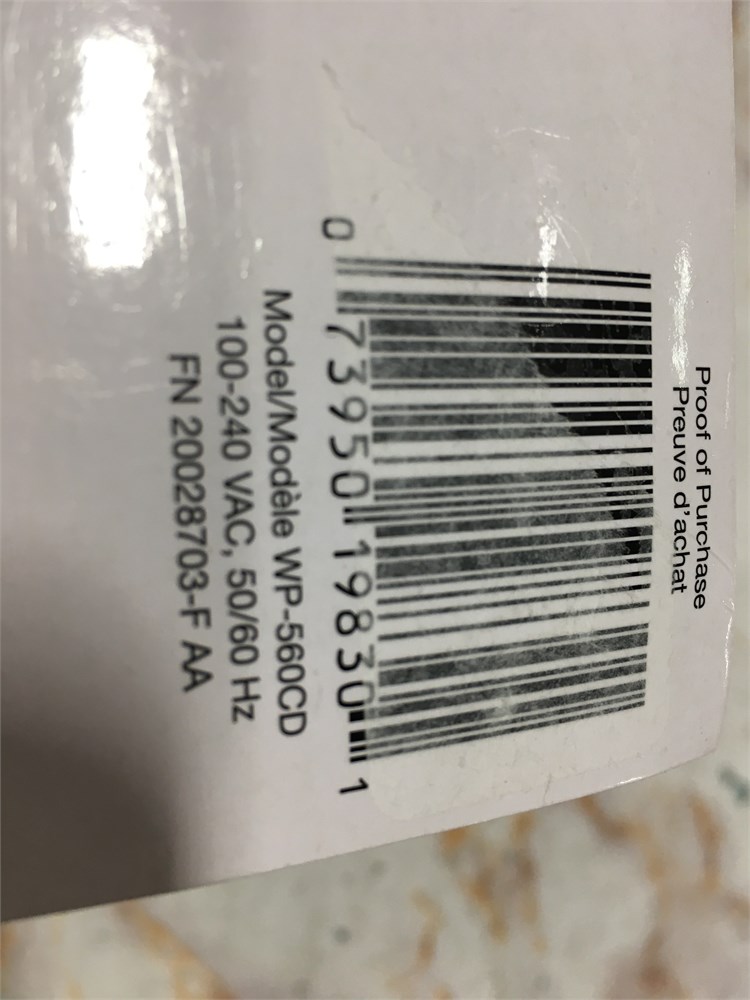 Proof of Purchase
Preuve d'achat
0 73950 19830 1
Model/Modèle WP-560CD
100-240 VAC, 50/60 Hz
FN 20028703-F AA